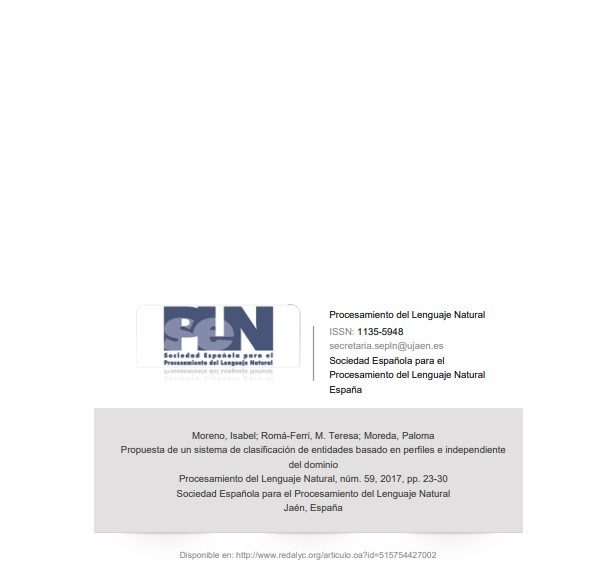 SePLN
Sociedad Española para el
Procesamiento del Lenguaje Natural
Procesamiento del Lenguaje Natural
ISSN: 1135-5948
secretaria.sepln@ujaen.es
Sociedad Española para el
Procesamiento del Lenguaje Natural
España
Moreno, Isabel; Romá-Ferri, M. Teresa; Moreda, Paloma
Propuesta de un sistema de clasificación de entidades basado en perfiles e independiente
del dominio
Procesamiento del Lenguaje Natural, núm. 59, 2017, pp. 23-30
Sociedad Española para el Procesamiento del Lenguaje Natural
Jaén, España
Disponible en: http://www.redalyc.org/articulo.oa?id=515754427002